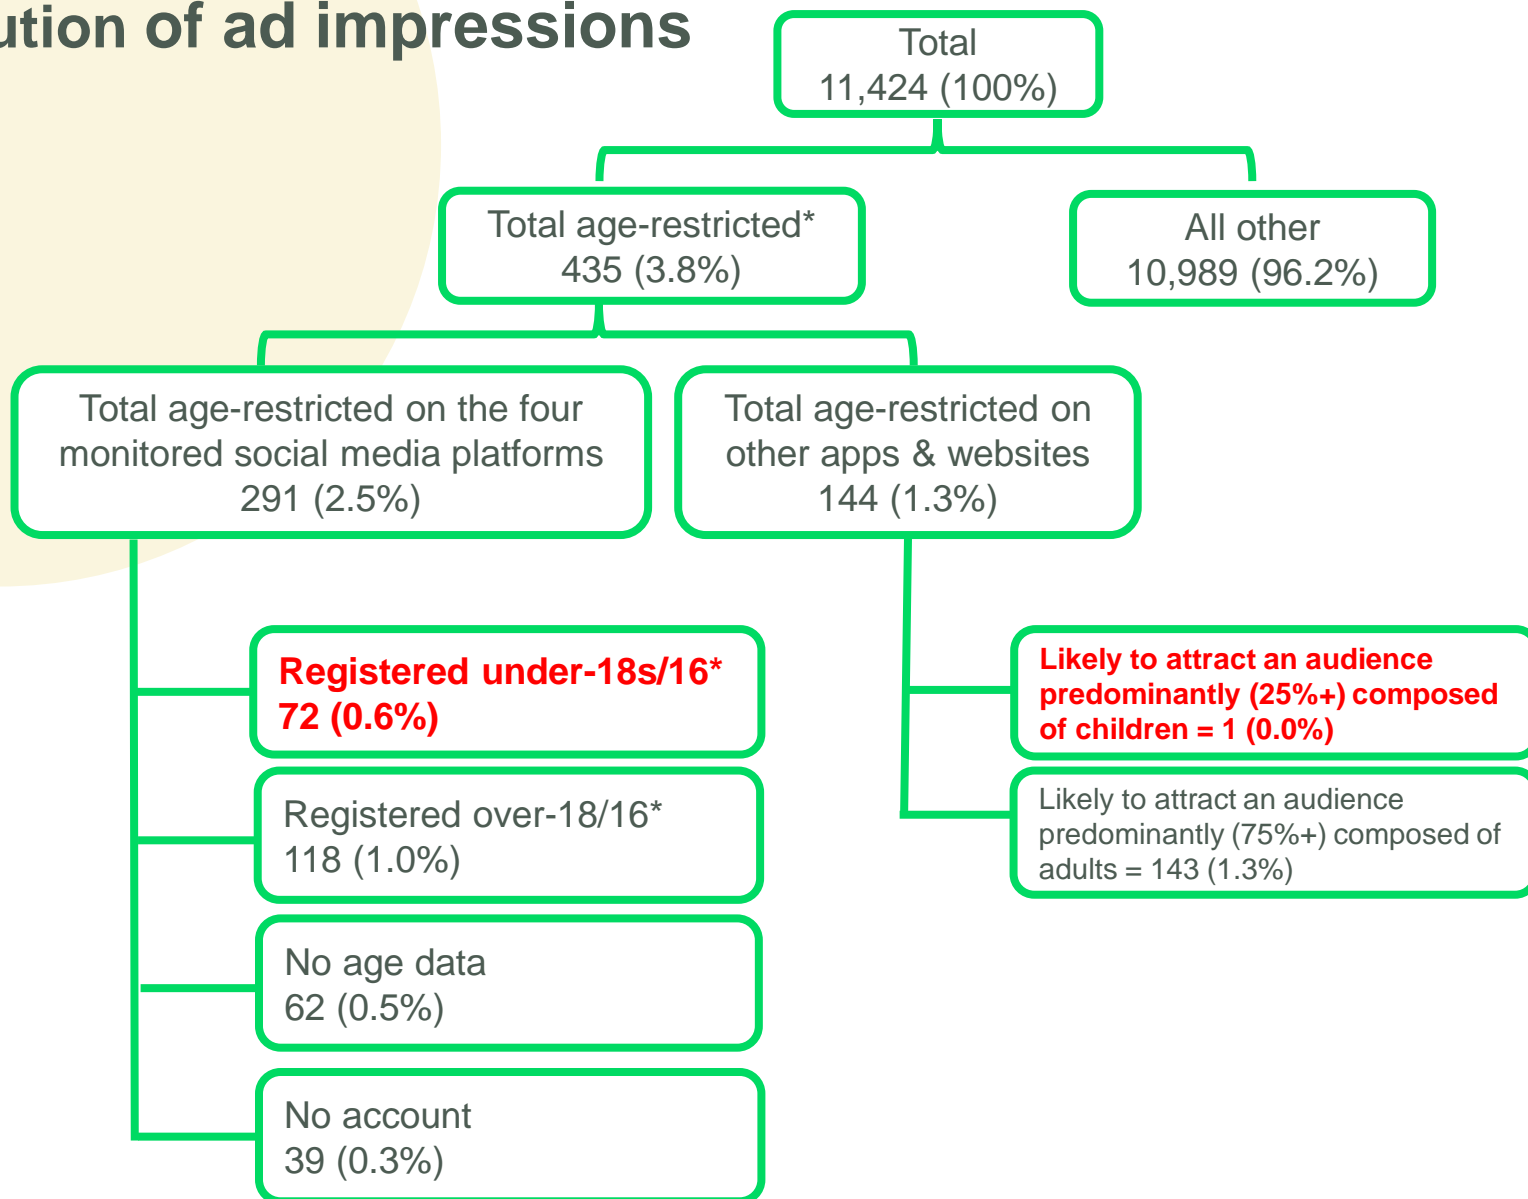 of ad impressions
Total
11,424 (100%)
Total age-restricted*
435 (3.8%)
All other
10,989 (96.2%)
Total age-restricted on the four
monitored social media platforms
291 (2.5%)
Total age-restricted on
other apps & websites
144 (1.3%)
Registered under-18s/16*
72 (0.6%)
Registered over-18/16*
118 (1.0%)
No age data
62 (0.5%)
No account
39 (0.3%)
Likely to attract an audience
predominantly (25%+) composed
of children = 1 (0.0%)
Likely to attract an audience
predominantly (75%+) composed of
adults = 143 (1.3%)